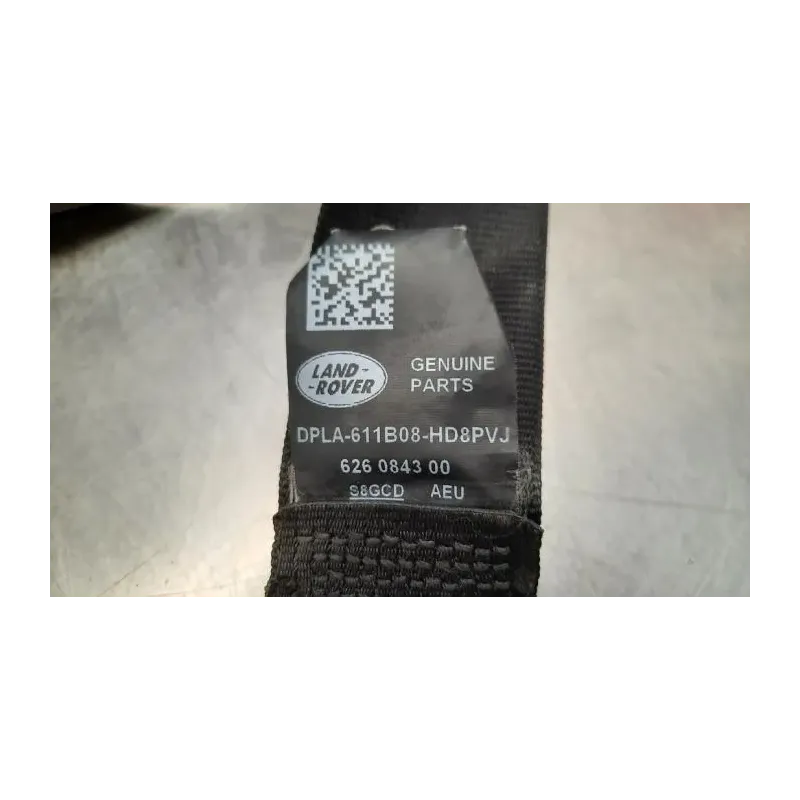 LAND-
-ROVER
GENUINE
PARTS
DPLA-611B08-HD8PVJ
626 0843 00
S8GCD AEU